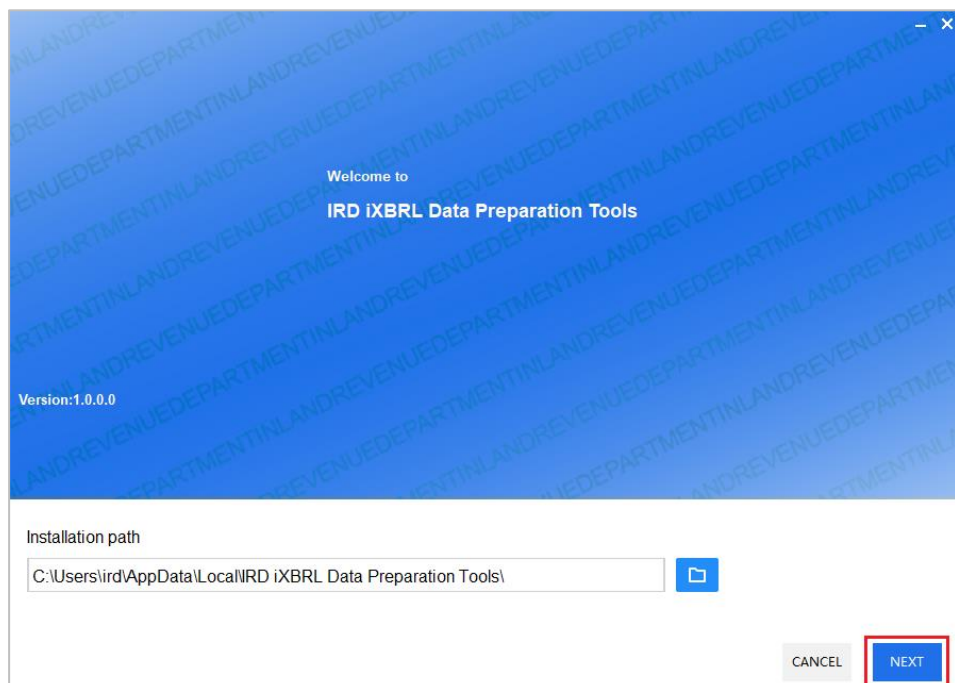 Welcome to
IRD iXBRL Data Preparation Tools
Version:1.0.0.0
Installation path
C:\Users\ird\AppData\Local\IRD iXBRL Data Preparation Tools\
CANCEL
NEXT